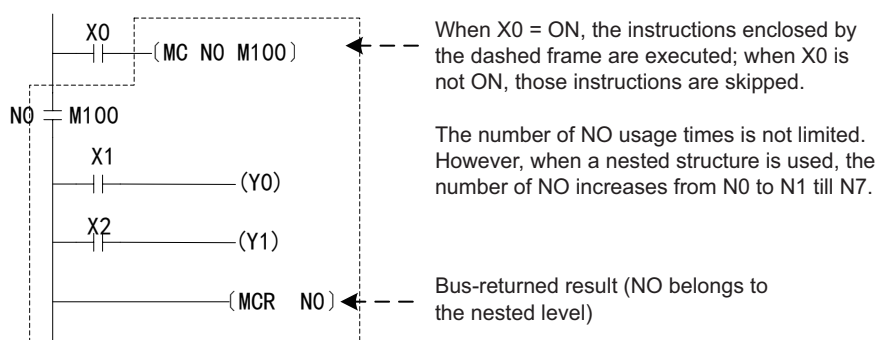 X0
(MC N0 M100)
When X0 = ON, the instructions enclosed by
the dashed frame are executed; when X0 is
not ON, those instructions are skipped.
N0 M100
The number of NO usage times is not limited.
However, when a nested structure is used, the
number of NO increases from N0 to N1 till N7.
X1
(Y0)
X2
(Y1)
(MCR N0)
Bus-returned result (NO belongs to
the nested level)